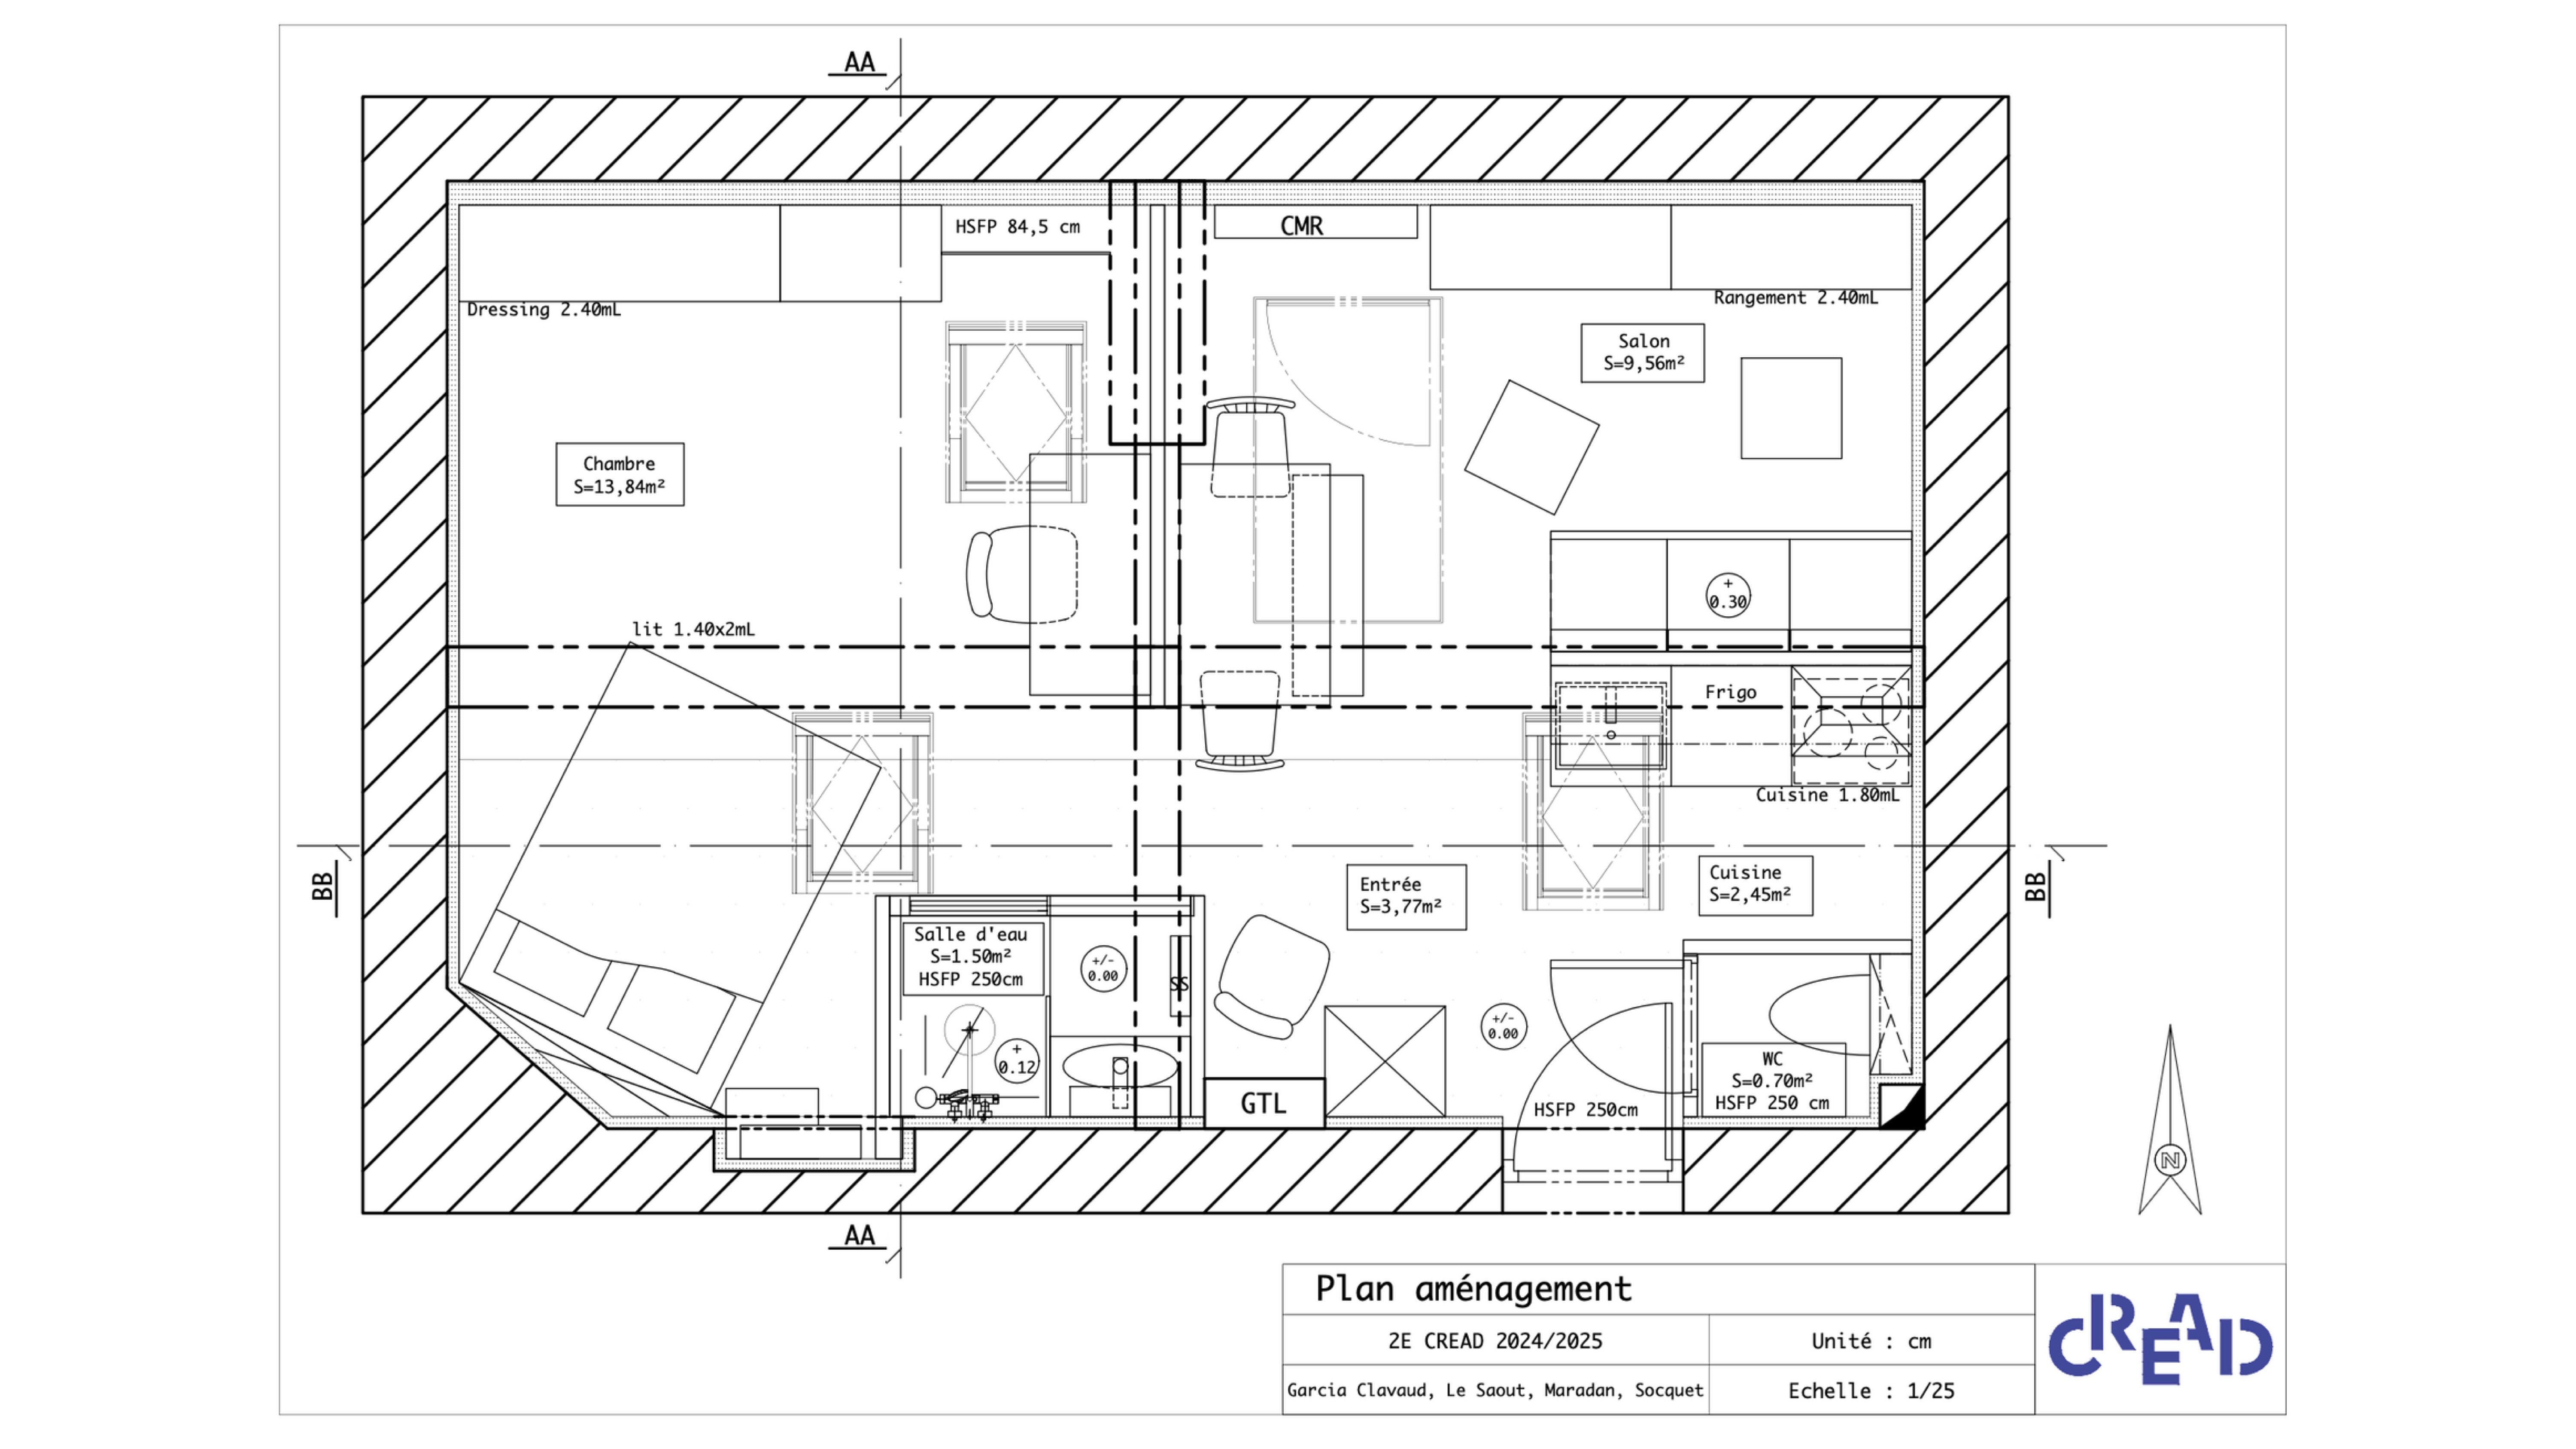 AA
HSFP 84,5 cm
CMR
Dressing 2.40mL
Rangement 2.40mL
Salon
S=9,56m²
Chambre
S=13,84m²
+
0.30
lit 1.40x2mL
Frigo
Cuisine 1.80mL
BB
BB
Entrée
S=3,77m²
Cuisine
S=2,45m²
Salle d'eau
S=1.50m²
HSFP 250cm
+/-
0.00
SS
+/-
0.00
+
0.12
WC
S=0.70m²
HSFP 250 cm
GTL
HSFP 250cm
N
AA
Plan aménagement
2E CREAD 2024/2025
Unité : cm
Garcia Clavaud, Le Saout, Maradan, Socquet
Echelle : 1/25
CREAD